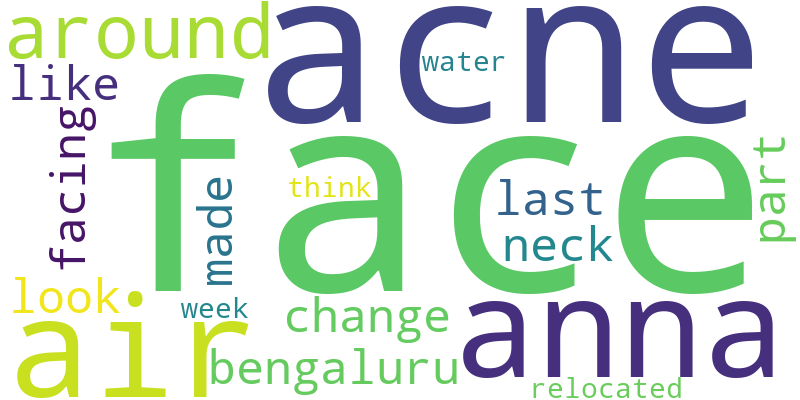 around
acne
water
like
facing
face
think
made
last
neck
part
look
air
week
change
anna
bengaluru
relocated